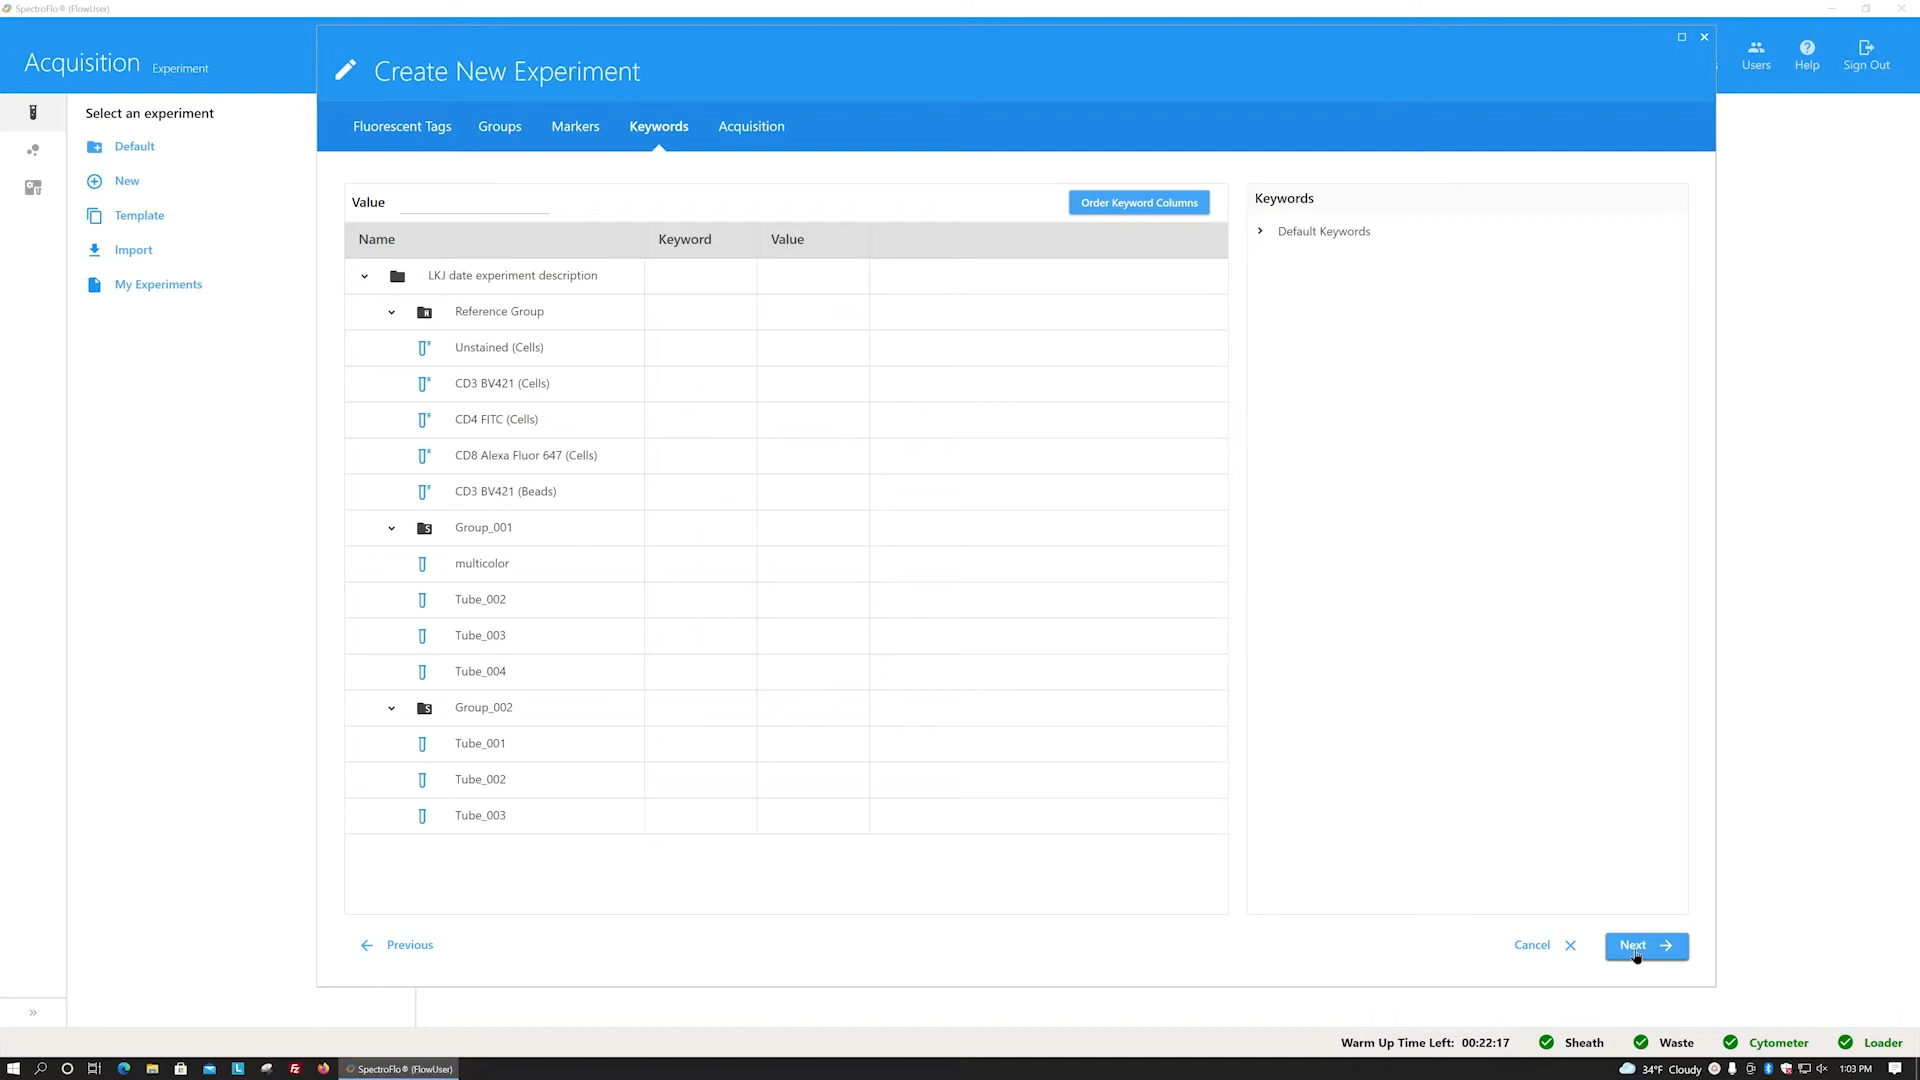 SpectroFlo® (FlowUser)
Acquisition Experiment
Create New Experiment
Users
Help
Sign Out
Fluorescent Tags
Groups
Markers
Keywords
Acquisition
Select an experiment
Default
New
Template
Import
My Experiments
Value
Order Keyword Columns
Name
Keyword
Value
LKJ date experiment description
Reference Group
Unstained (Cells)
CD3 BV421 (Cells)
CD4 FITC (Cells)
CD8 Alexa Fluor 647 (Cells)
CD3 BV421 (Beads)
Group_001
multicolor
Tube_002
Tube_003
Tube_004
Group_002
Tube_001
Tube_002
Tube_003
Keywords
Default Keywords
Previous
Cancel
Next
Warm Up Time Left: 00:22:17
Sheath
Waste
Cytometer
Loader
SpectroFlo® (FlowUser)
34°F Cloudy
1:03 PM